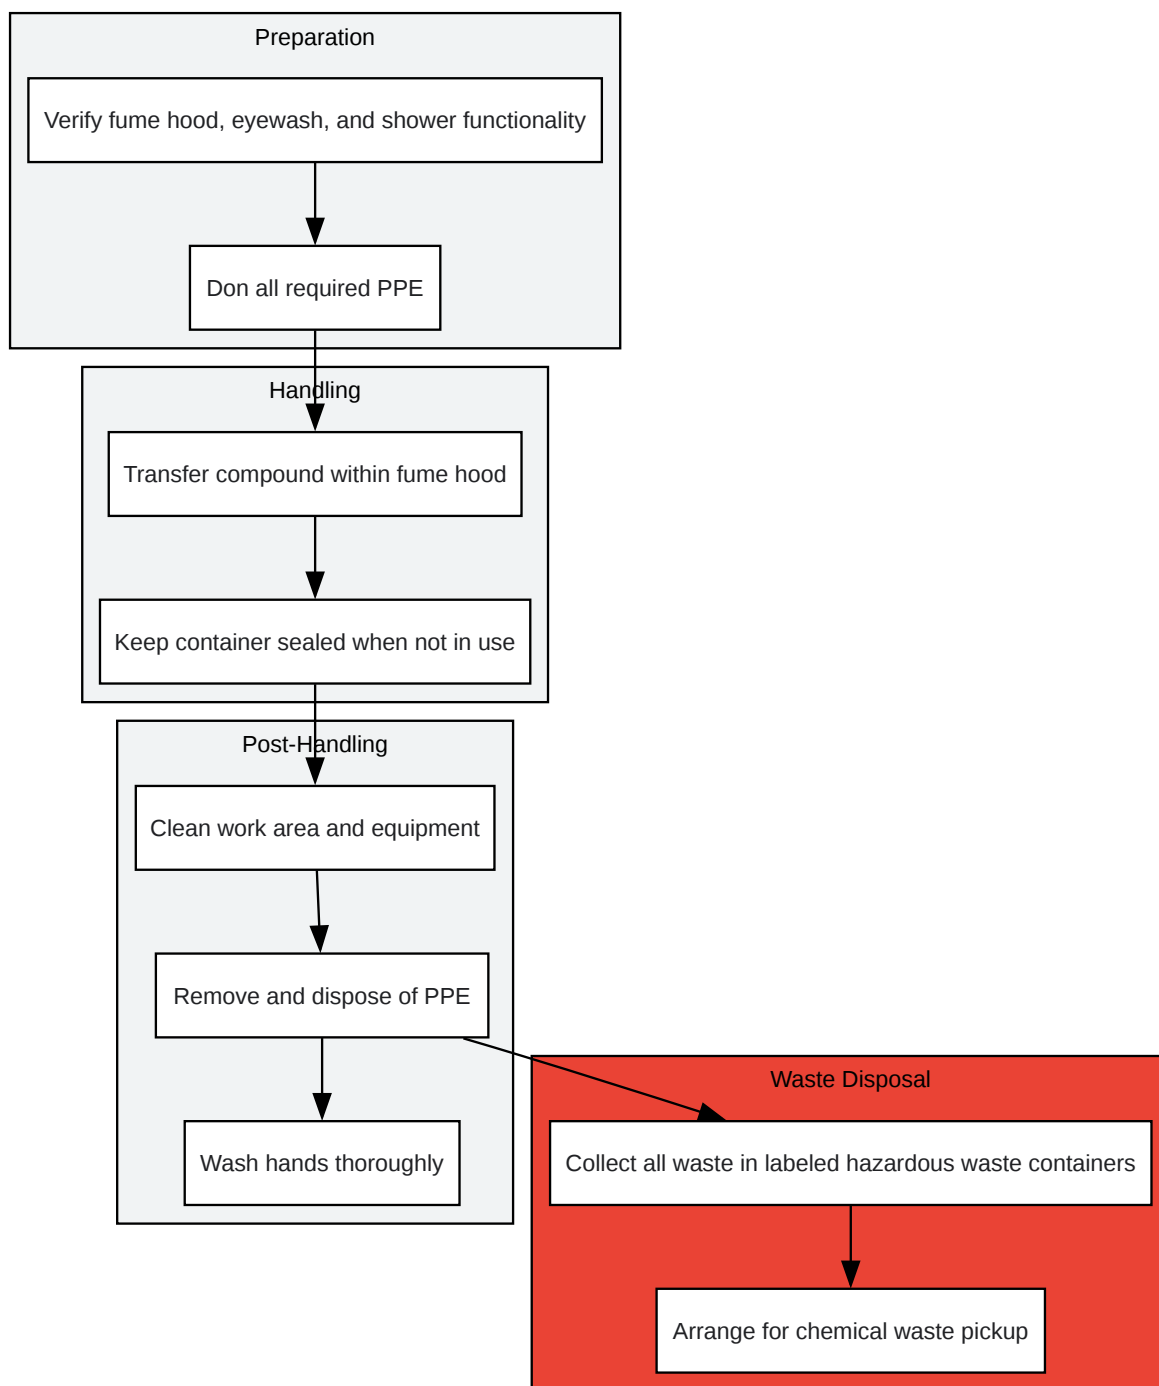 Preparation
Verify fume hood, eyewash, and shower functionality
Don all required PPE
Handling
Transfer compound within fume hood
Keep container sealed when not in use
Post-Handling
Clean work area and equipment
Remove and dispose of PPE
Wash hands thoroughly
Waste Disposal
Collect all waste in labeled hazardous waste containers
Arrange for chemical waste pickup